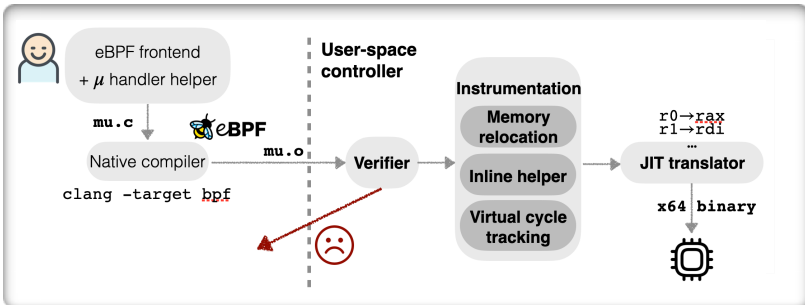 eBPF frontend
+ μ handler helper
mu.c
eBPF
Native compiler
clang -target bpf
mu.o
User-space
controller
Verifier
Instrumentation
Memory
relocation
Inline helper
Virtual cycle
tracking
r0→rax
r1→rdi
...
JIT translator
x64 binary